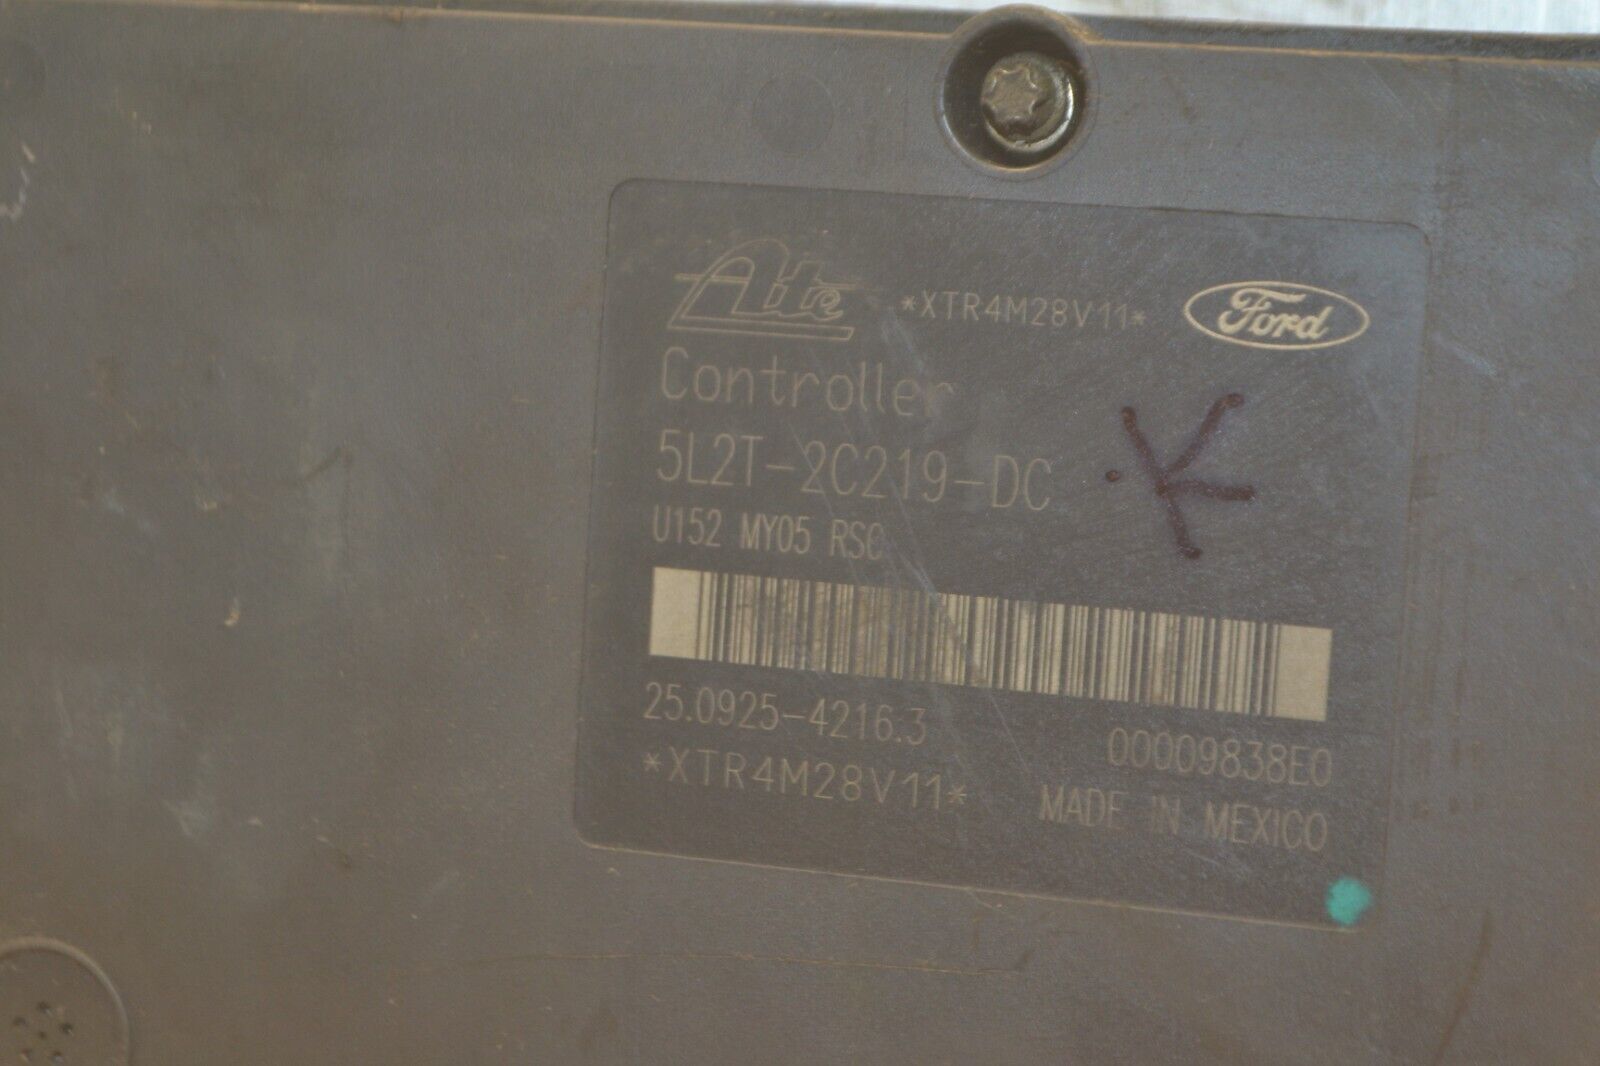 Ate *XTR4M28V11* Ford
Controller
5L2T-2C219-DC
U152 MY05 RSC
25.0925-4216.3 00009838E0
*XTR4M28V11* MADE IN MEXICO